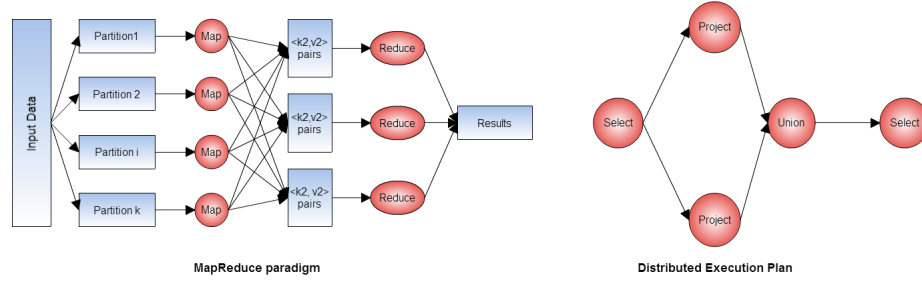 Input Data
Partition1
Map
Partition 2
Map
Partition i
Map
Partition k
Map
<k2,v2>
pairs
<k2,v2>
pairs
<k2, v2>
pairs
Reduce
Reduce
Reduce
Results
MapReduce paradigm
Select
Project
Project
Union
Select
Distributed Execution Plan